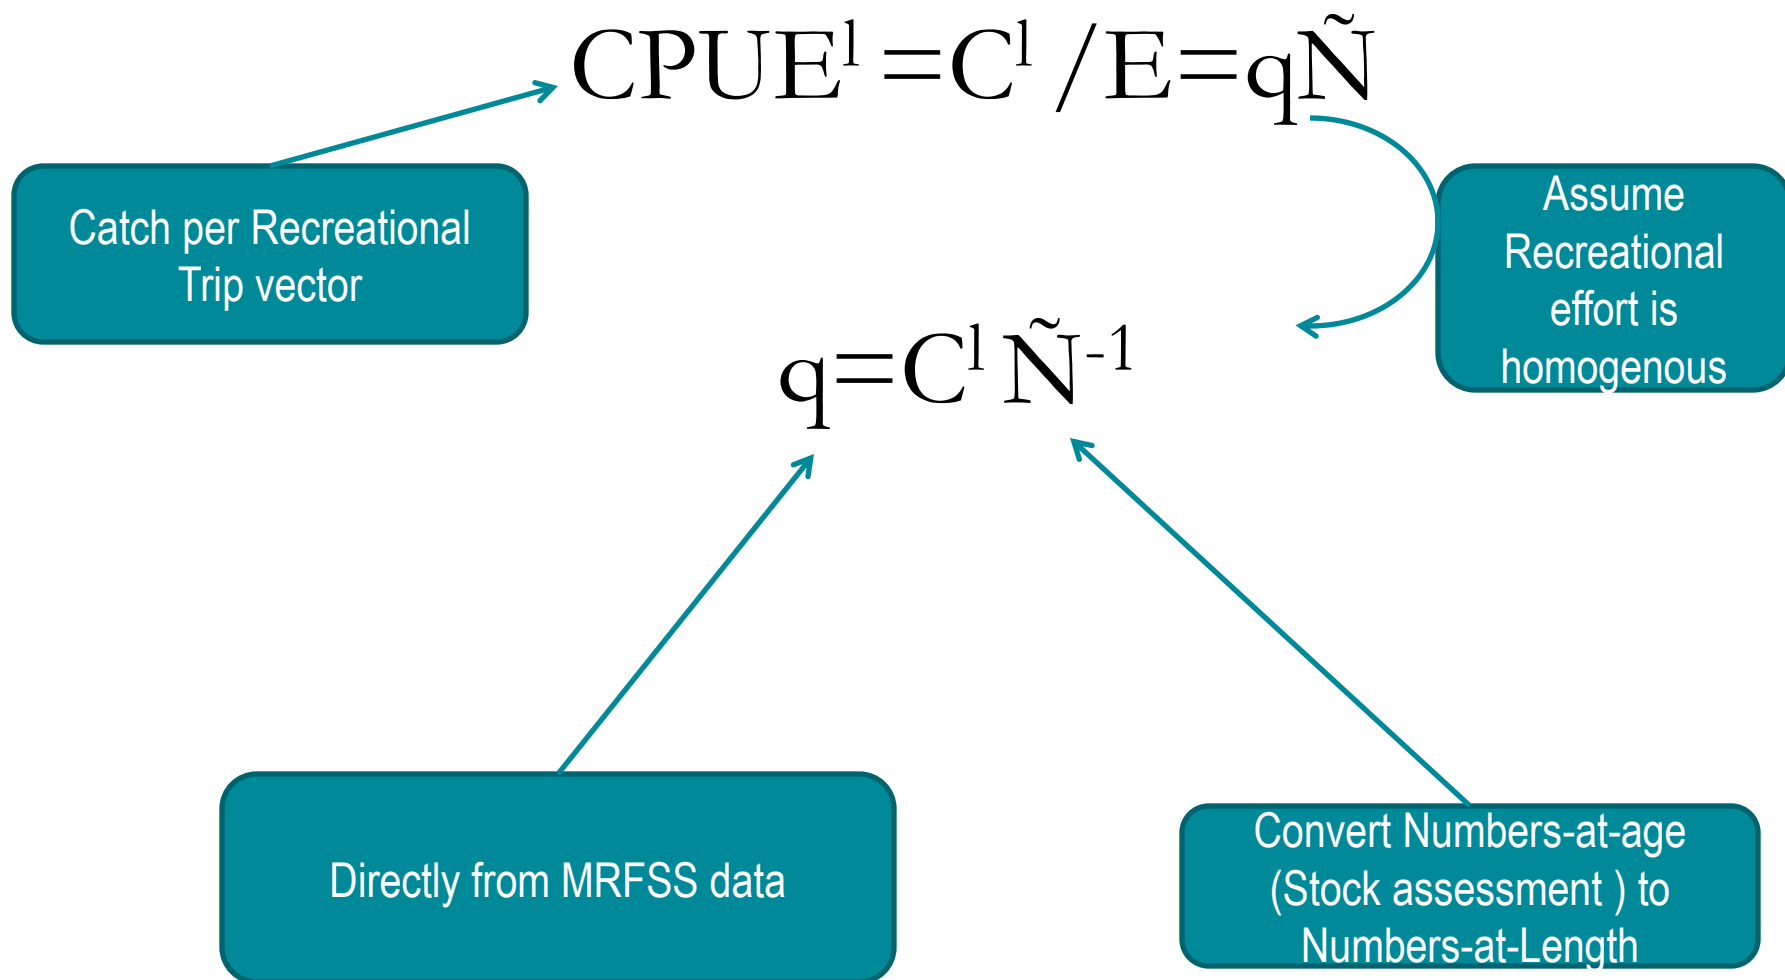 CPUEˡ =Cˡ /E=qÑ
Catch per Recreational
Trip vector
Assume
Recreational
effort is
homogenous
q=Cˡ Ñ⁻¹
Directly from MRFSS data
Convert Numbers-at-age
(Stock assessment ) to
Numbers-at-Length